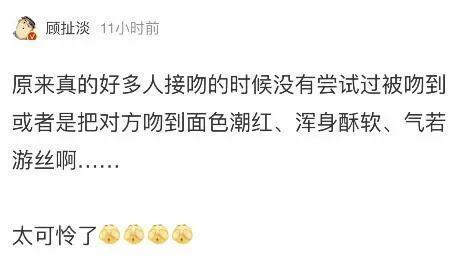 顾扯淡 11小时前
原来真的好多人接吻的时候没有尝试过被吻到
或者是把对方吻到面色潮红、浑身酥软、气若
游丝啊……
太可怜了